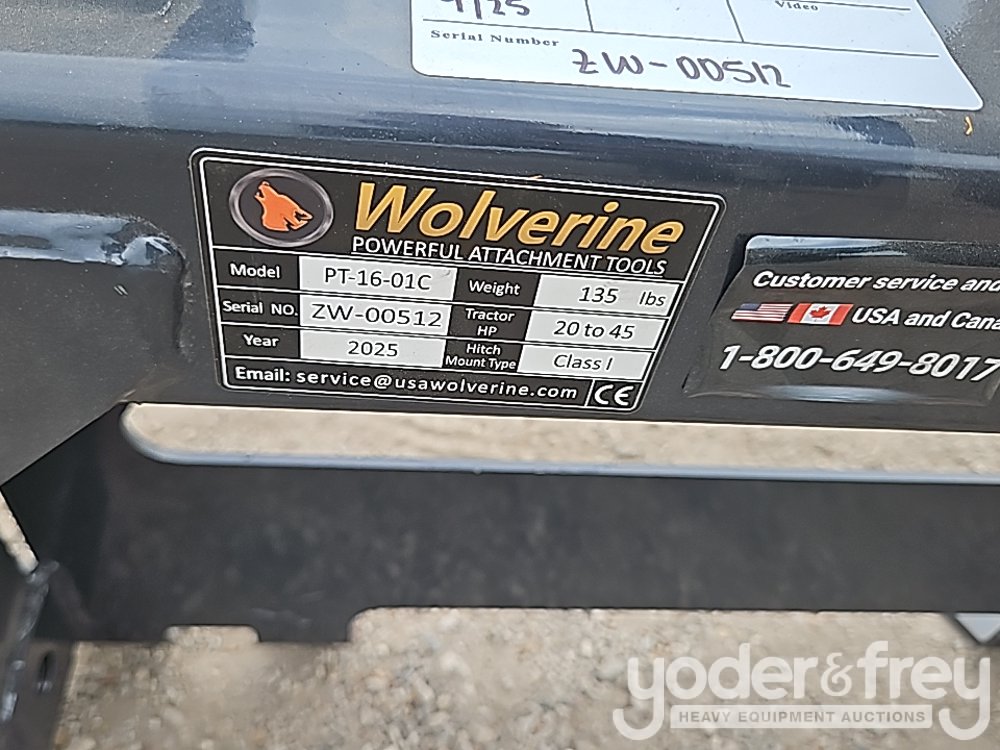 Video
Serial Number
ZW-00512
Wolverine
POWERFUL ATTACHMENT TOOLS
Model PT-16-01C Weight 135 lbs
Serial NO. ZW-00512 Tractor HP 20 to 45
Year 2025 Hitch Mount Type Class I
Email: service@usawolverine.com CE
Customer service and
USA and Cana
1-800-649-8017
yoder&frey
HEAVY EQUIPMENT AUCTIONS